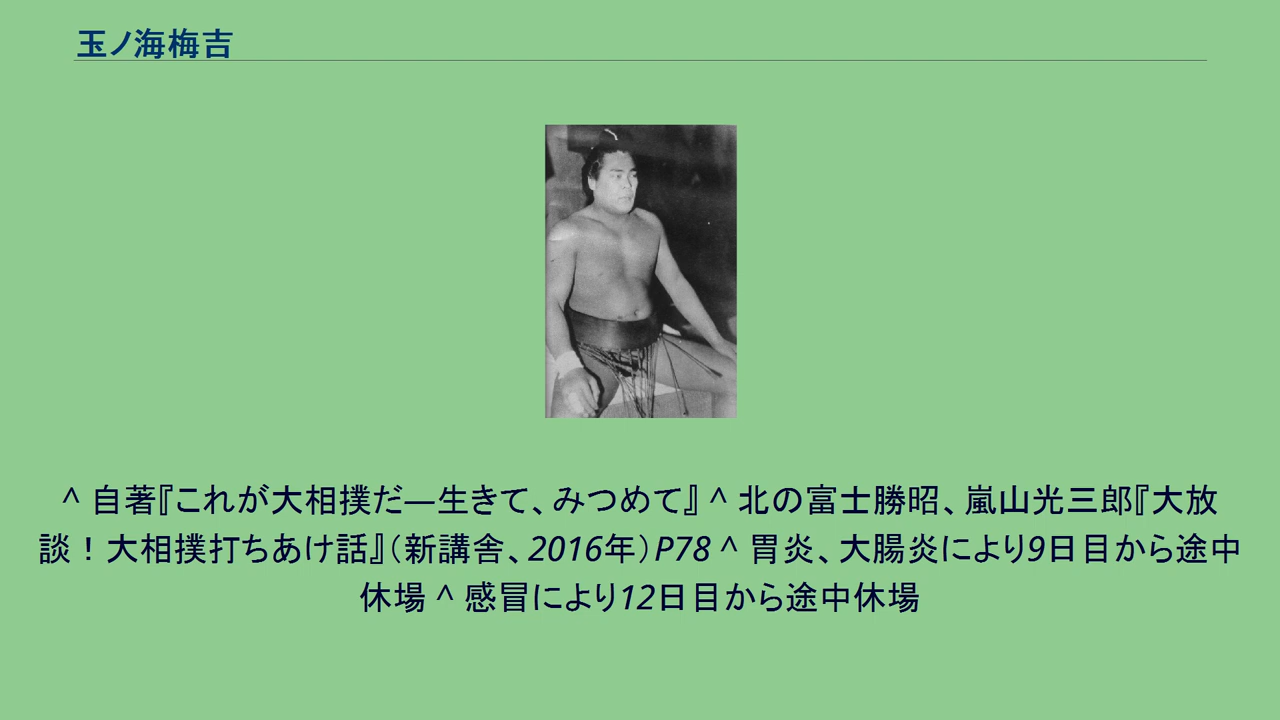 玉ノ海梅吉
^ 自著『これが大相撲だ―生きて、みつめて』 ^ 北の富士勝昭、嵐山光三郎『大放
談！大相撲打ちあけ話』（新講舎、2016年）P78 ^ 胃炎、大腸炎により9日目から途中
休場 ^ 感冒により12日目から途中休場